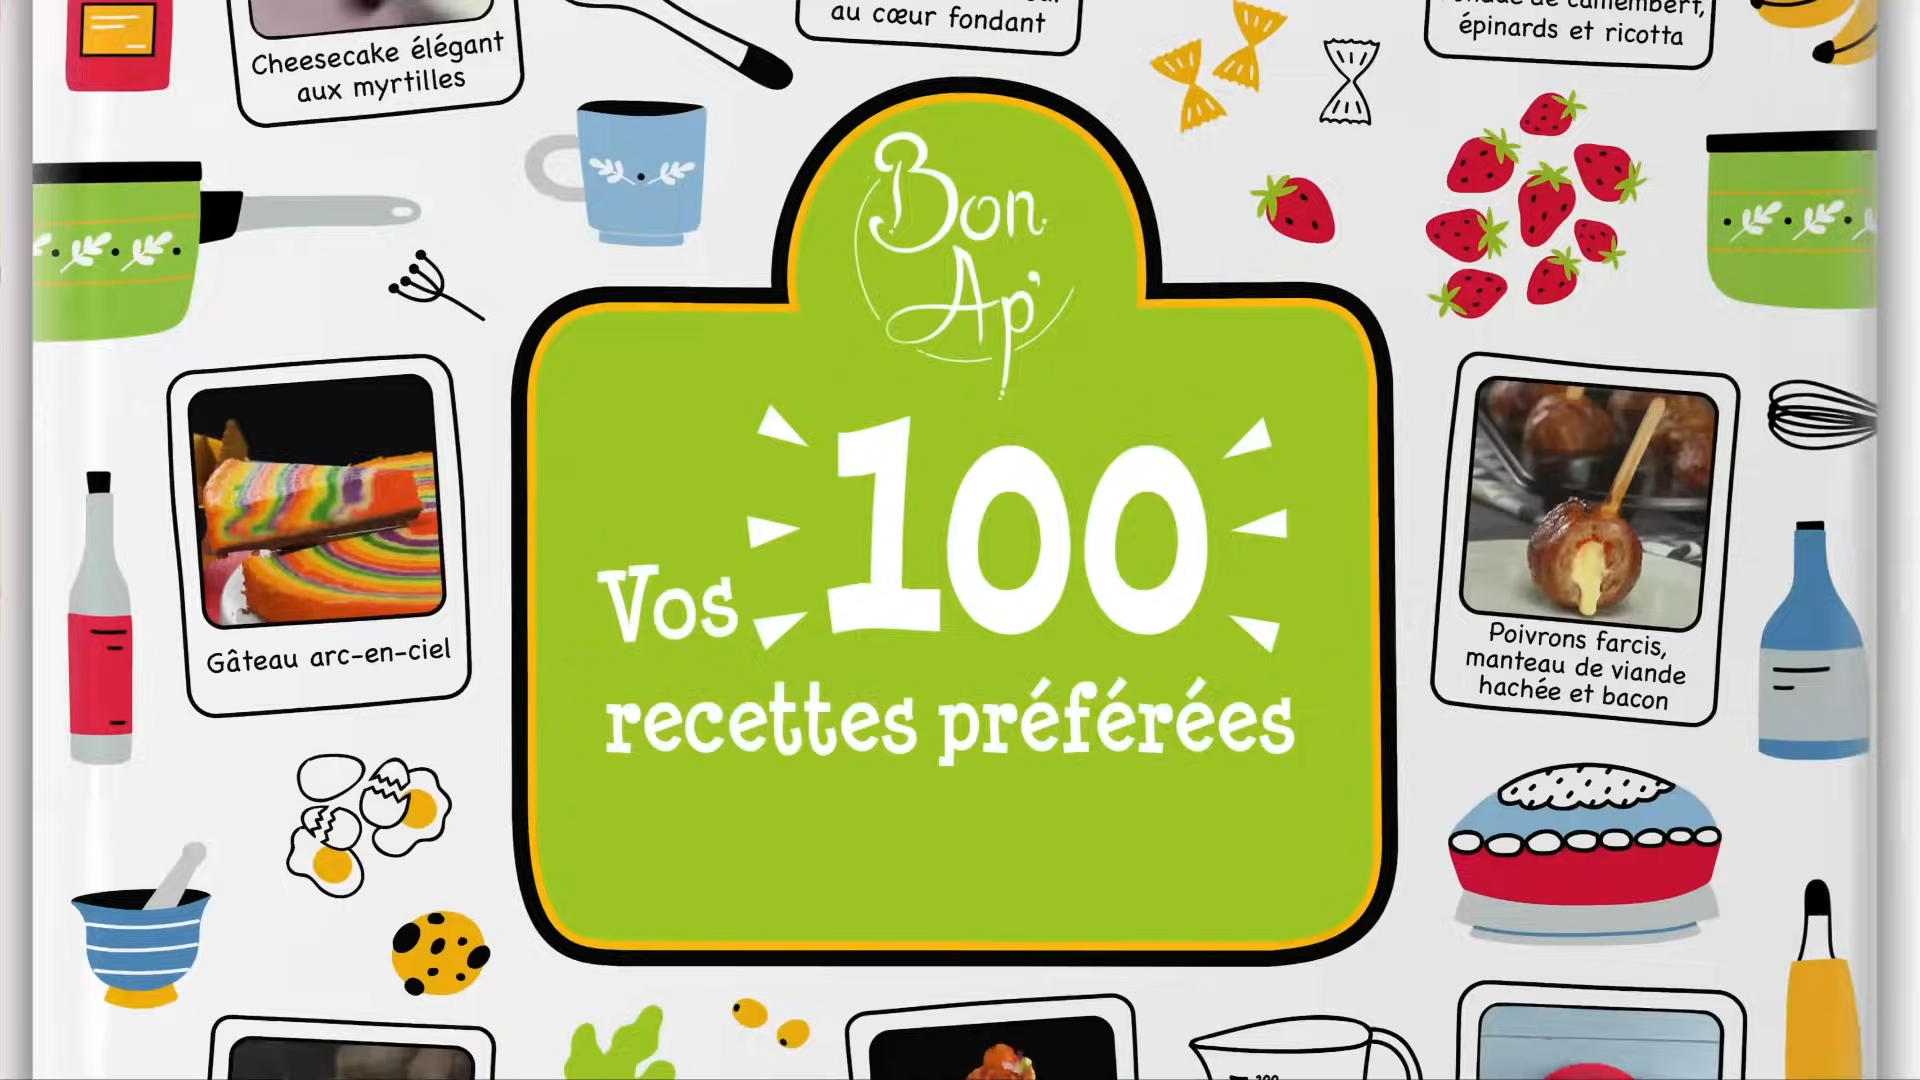 Cheesecake élégant
aux myrtilles
au cœur fondant
camembert,
épinards et ricotta
Bon
Ap'
Vos 100
recettes préférées
Gâteau arc-en-ciel
Poivrons farcis,
manteau de viande
hachée et bacon